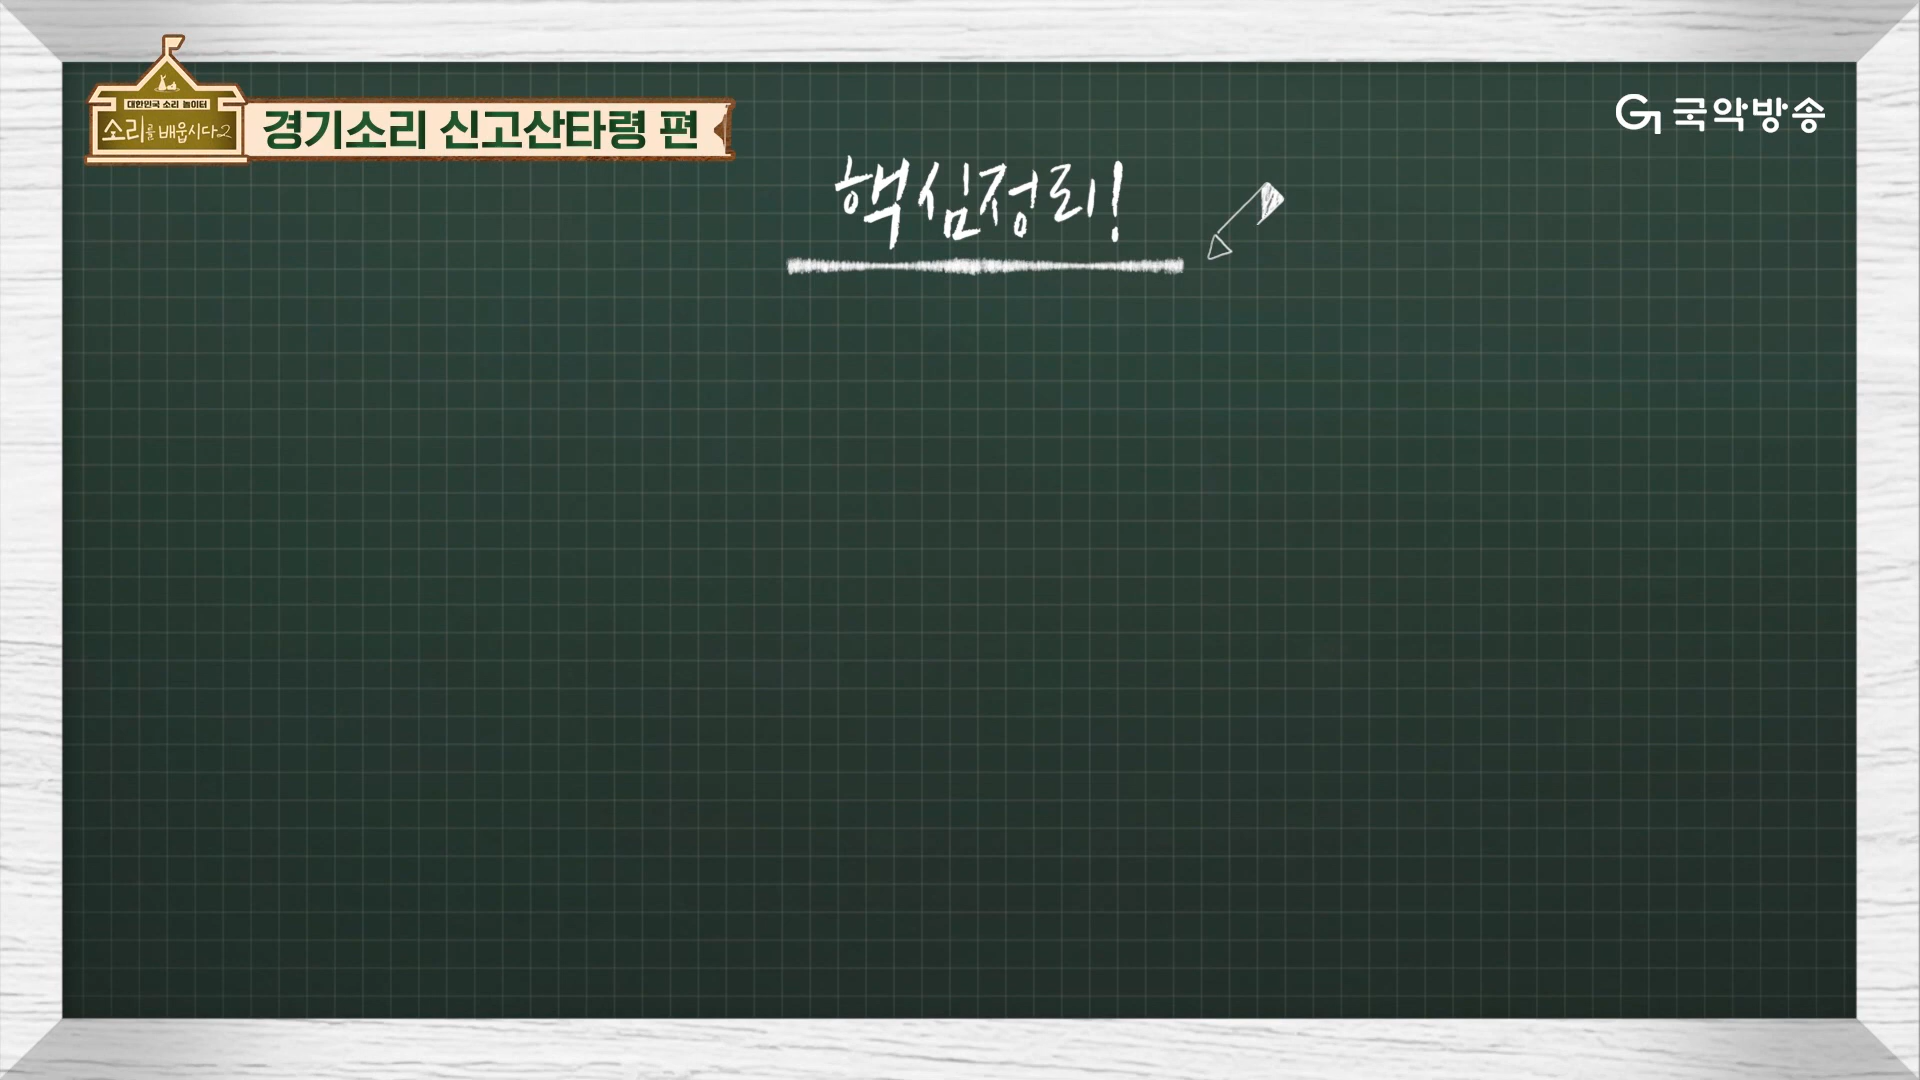 대한민국 소리 놀이터
소리를 배웁시다2
경기소리 신고산타령 편
국악방송
핵심정리!